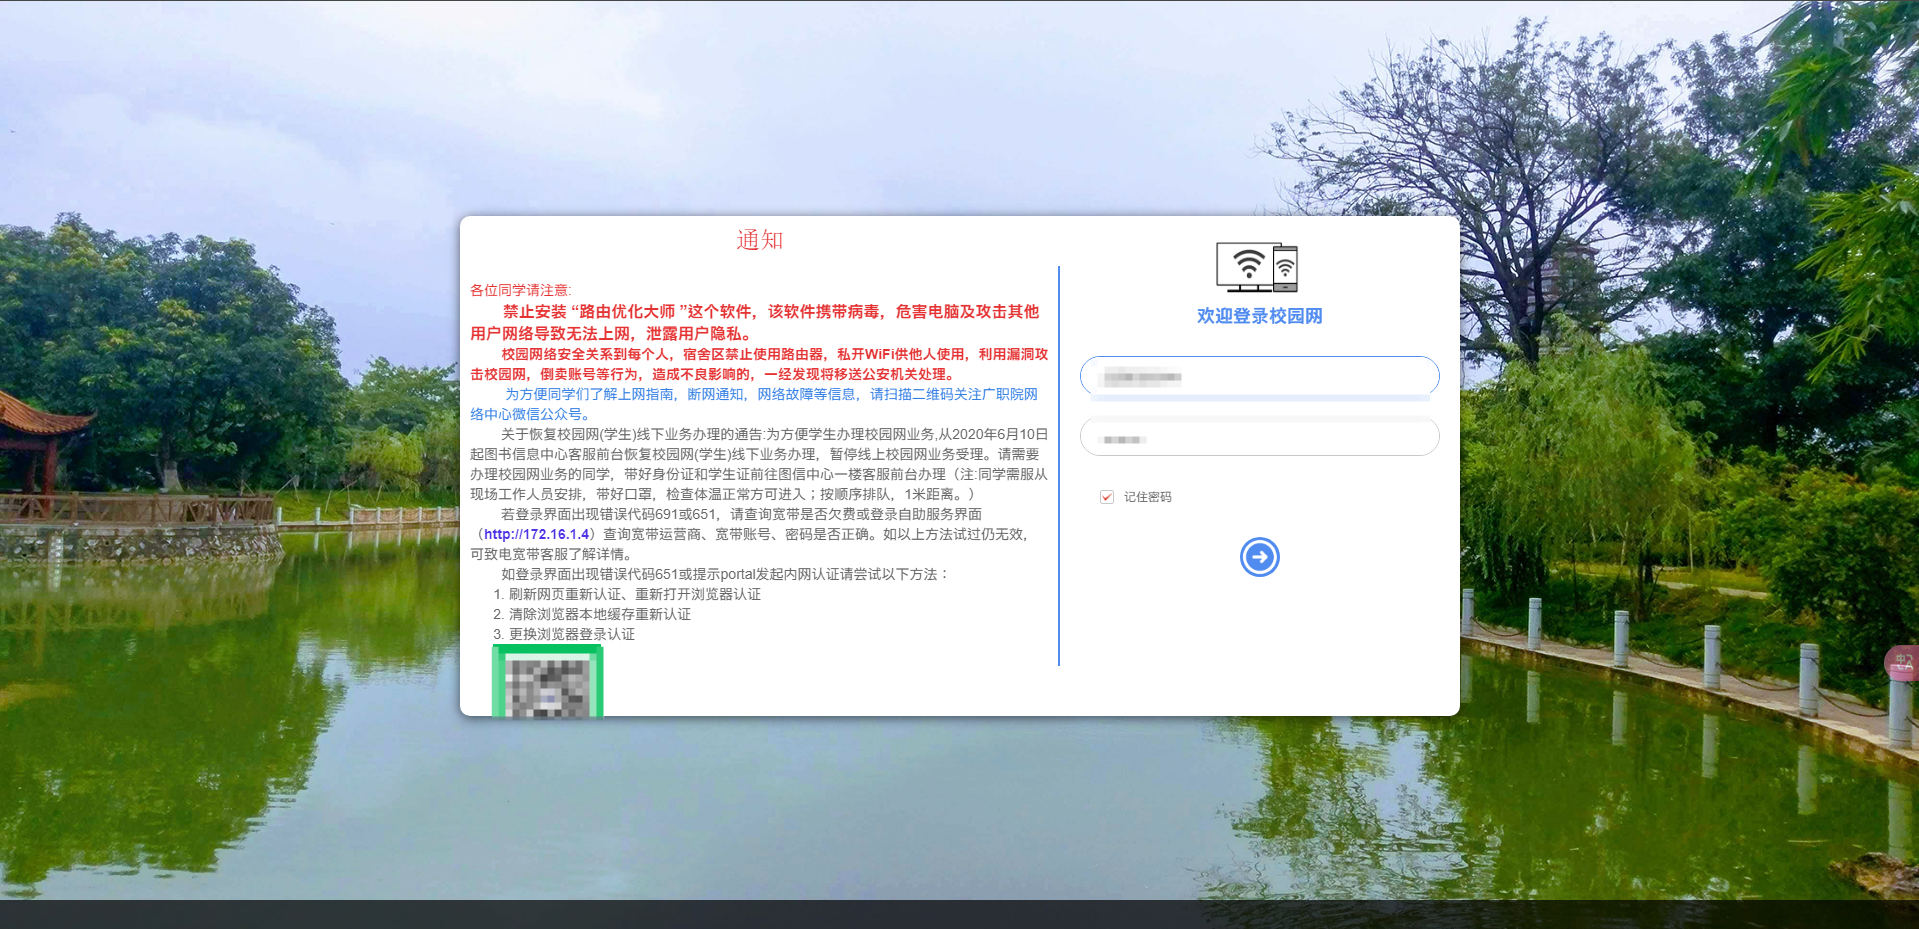 通知
各位同学请注意:
禁止安装 “路由优化大师 ”这个软件，该软件携带病毒，危害电脑及攻击其他
用户网络导致无法上网，泄露用户隐私。
校园网络安全关系到每个人，宿舍区禁止使用路由器，私开WiFi供他人使用，利用漏洞攻
击校园网，倒卖账号等行为，造成不良影响的，一经发现将移送公安机关处理。
为方便同学们了解上网指南，断网通知，网络故障等信息，请扫描二维码关注广职院网
络中心微信公众号。
关于恢复校园网(学生)线下业务办理的通告:为方便学生办理校园网业务,从2020年6月10日
起图书信息中心客服前台恢复校园网(学生)线下业务办理，暂停线上校园网业务受理。请需要
办理校园网业务的同学，带好身份证和学生证前往图信中心一楼客服前台办理（注:同学需服从
现场工作人员安排，带好口罩，检查体温正常方可进入；按顺序排队，1米距离。）
若登录界面出现错误代码691或651，请查询宽带是否欠费或登录自助服务界面
（http://172.16.1.4）查询宽带运营商、宽带账号、密码是否正确。如以上方法试过仍无效，
可致电宽带客服了解详情。
如登录界面出现错误代码651或提示portal发起内网认证请尝试以下方法：
1. 刷新网页重新认证、重新打开浏览器认证
2. 清除浏览器本地缓存重新认证
3. 更换浏览器登录认证
欢迎登录校园网
记住密码